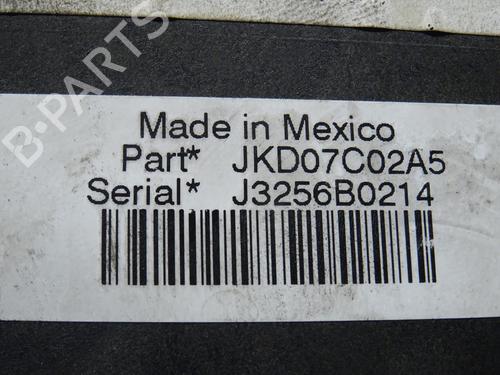 B-PARTS
Made in Mexico
Part* JKD07C02A5
Serial* J3256B0214